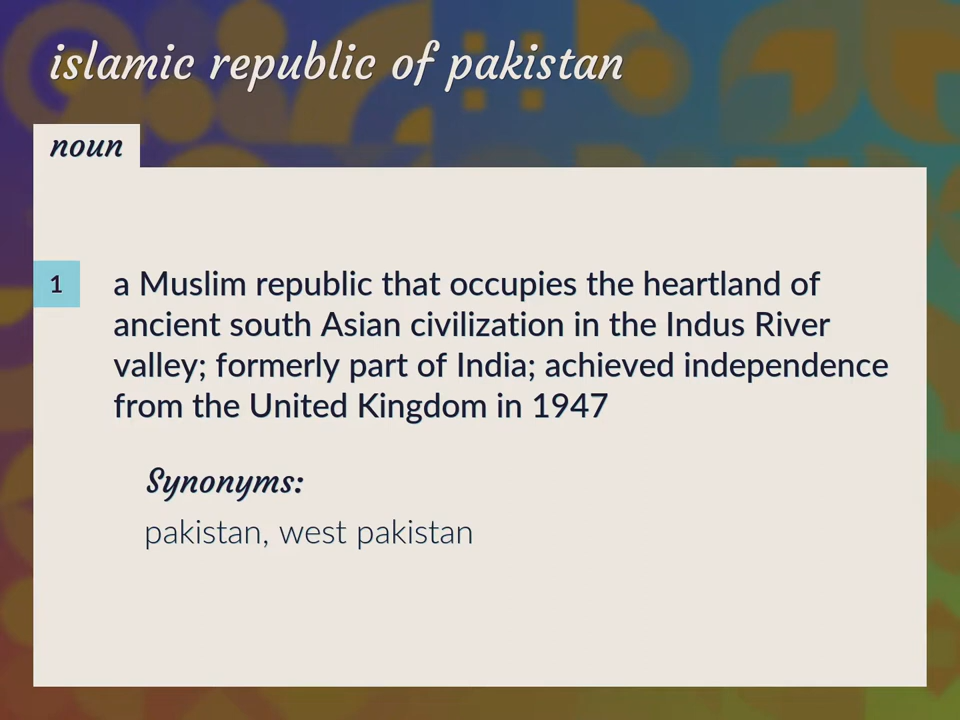 islamic republic of pakistan
noun
1
a Muslim republic that occupies the heartland of
ancient south Asian civilization in the Indus River
valley; formerly part of India; achieved independence
from the United Kingdom in 1947
Synonyms:
pakistan, west pakistan